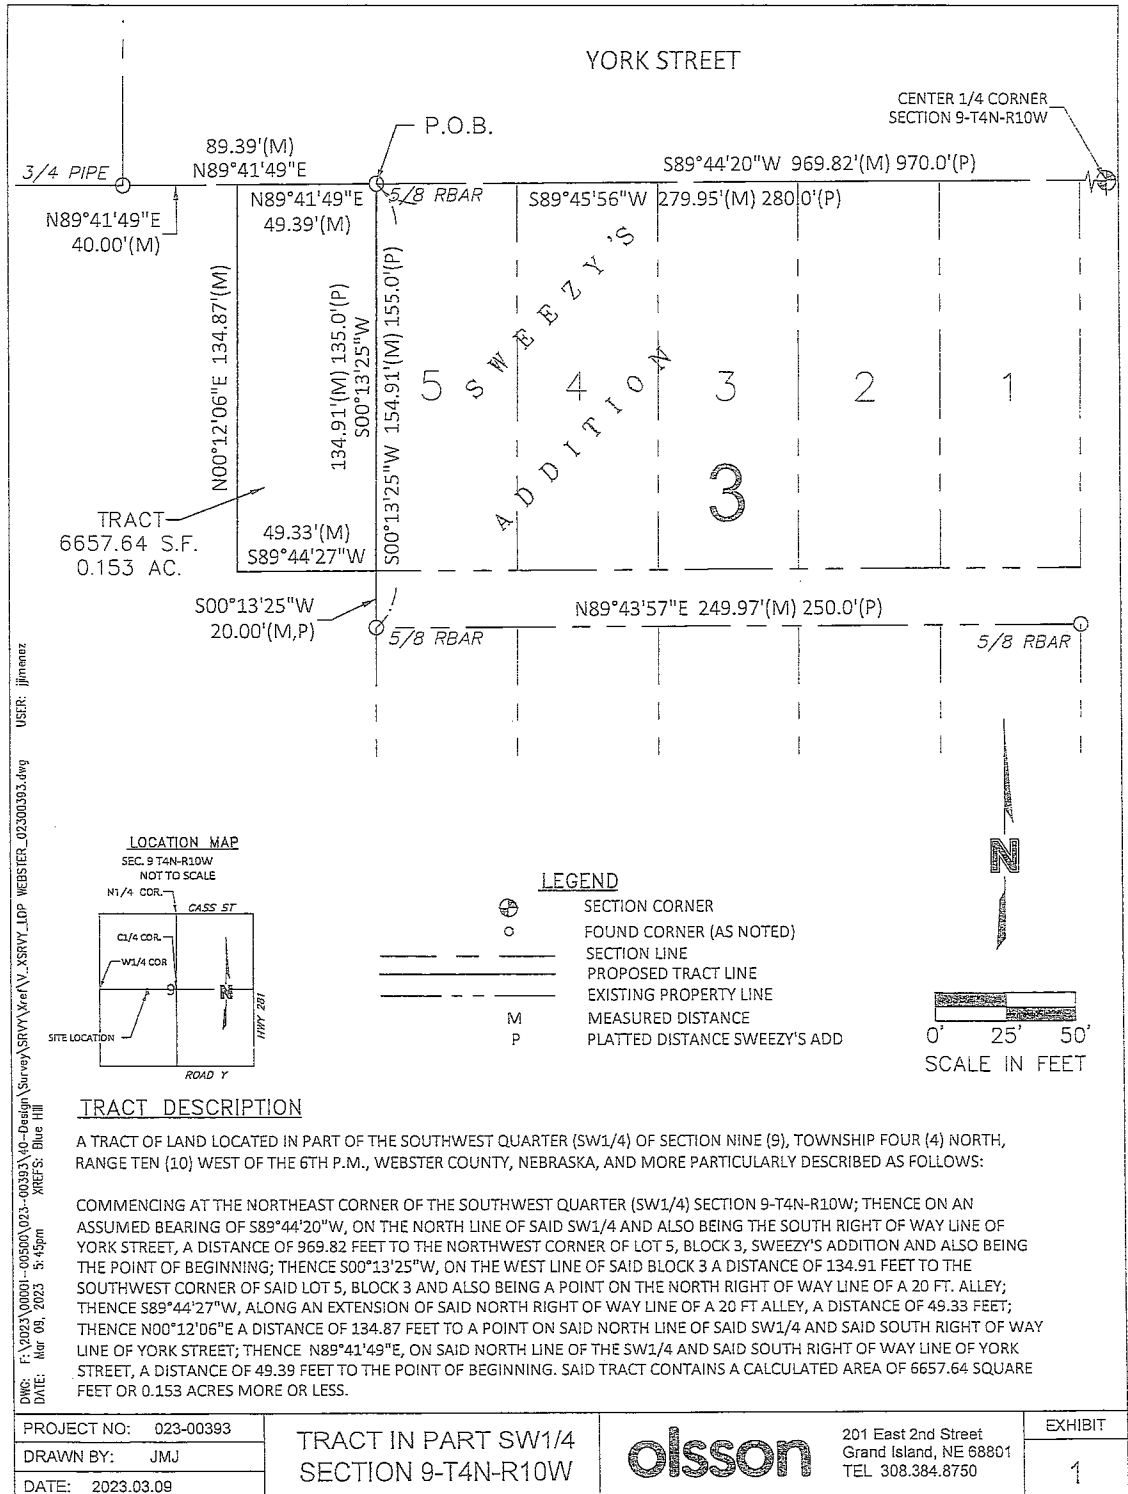 YORK STREET
CENTER 1/4 CORNER
SECTION 9-T4N-R10W
P.O.B.
89.39'(M)
N89°41'49"E
S89°44'20"W 969.82'(M) 970.0'(P)
3/4 PIPE
5/8 RBAR
N89°41'49"E
49.39'(M)
S89°45'56"W 279.95'(M) 280.0'(P)
N89°41'49"E
40.00'(M)
N00°12'06"E 134.87'(M)
134.91'(M) 135.0'(P)
S00°13'25"W
S00°13'25"W 154.91'(M) 155.0'(P)
SWEEZY'S
ADDITION
5
4
3
2
1
3
TRACT
6657.64 S.F.
0.153 AC.
49.33'(M)
S89°44'27"W
S00°13'25"W
20.00'(M,P)
N89°43'57"E 249.97'(M) 250.0'(P)
5/8 RBAR
5/8 RBAR
N
LOCATION MAP
SEC. 9 T4N-R10W
NOT TO SCALE
N1/4 COR.
CASS ST
C1/4 COR.
W1/4 COR
9
N
HWY 281
SITE LOCATION
ROAD Y
LEGEND
SECTION CORNER
FOUND CORNER (AS NOTED)
SECTION LINE
PROPOSED TRACT LINE
EXISTING PROPERTY LINE
M MEASURED DISTANCE
P PLATTED DISTANCE SWEEZY'S ADD
0' 25' 50'
SCALE IN FEET
DWG: F:\2023\00001-00500\023-00393\40-Design\Survey\SRVY\Xref\V_XSRVY_LDP WEBSTER_02300393.dwg USER: jjimenez
DATE: Mar 09, 2023 5:45pm XREFS: Blue Hill
TRACT DESCRIPTION
A TRACT OF LAND LOCATED IN PART OF THE SOUTHWEST QUARTER (SW1/4) OF SECTION NINE (9), TOWNSHIP FOUR (4) NORTH,
RANGE TEN (10) WEST OF THE 6TH P.M., WEBSTER COUNTY, NEBRASKA, AND MORE PARTICULARLY DESCRIBED AS FOLLOWS:
COMMENCING AT THE NORTHEAST CORNER OF THE SOUTHWEST QUARTER (SW1/4) SECTION 9-T4N-R10W; THENCE ON AN
ASSUMED BEARING OF S89°44'20"W, ON THE NORTH LINE OF SAID SW1/4 AND ALSO BEING THE SOUTH RIGHT OF WAY LINE OF
YORK STREET, A DISTANCE OF 969.82 FEET TO THE NORTHWEST CORNER OF LOT 5, BLOCK 3, SWEEZY'S ADDITION AND ALSO BEING
THE POINT OF BEGINNING; THENCE S00°13'25"W, ON THE WEST LINE OF SAID BLOCK 3 A DISTANCE OF 134.91 FEET TO THE
SOUTHWEST CORNER OF SAID LOT 5, BLOCK 3 AND ALSO BEING A POINT ON THE NORTH RIGHT OF WAY LINE OF A 20 FT. ALLEY;
THENCE S89°44'27"W, ALONG AN EXTENSION OF SAID NORTH RIGHT OF WAY LINE OF A 20 FT ALLEY, A DISTANCE OF 49.33 FEET;
THENCE N00°12'06"E A DISTANCE OF 134.87 FEET TO A POINT ON SAID NORTH LINE OF SAID SW1/4 AND SAID SOUTH RIGHT OF WAY
LINE OF YORK STREET; THENCE N89°41'49"E, ON SAID NORTH LINE OF THE SW1/4 AND SAID SOUTH RIGHT OF WAY LINE OF YORK
STREET, A DISTANCE OF 49.39 FEET TO THE POINT OF BEGINNING. SAID TRACT CONTAINS A CALCULATED AREA OF 6657.64 SQUARE
FEET OR 0.153 ACRES MORE OR LESS.
PROJECT NO: 023-00393
DRAWN BY: JMJ
DATE: 2023.03.09
TRACT IN PART SW1/4
SECTION 9-T4N-R10W
olsson
201 East 2nd Street
Grand Island, NE 68801
TEL 308.384.8750
EXHIBIT
1